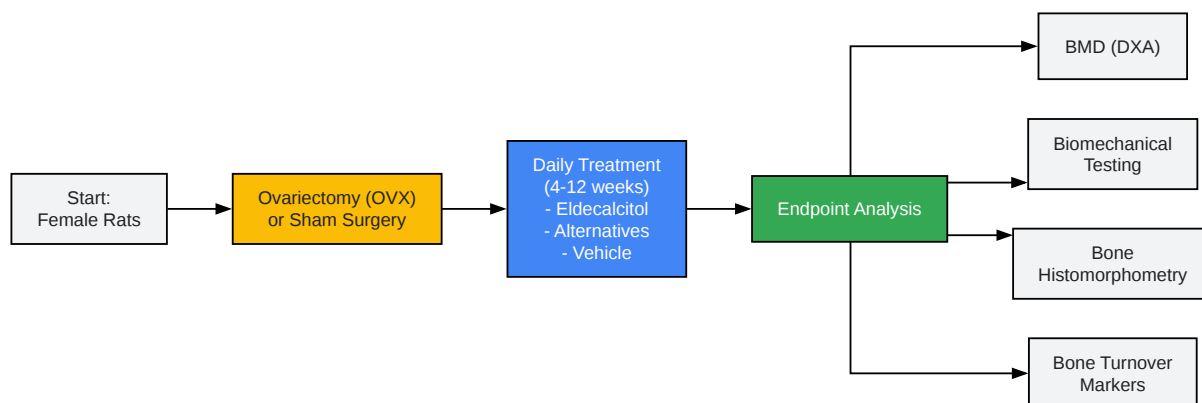 Start:
Female Rats
Ovariectomy (OVX)
or Sham Surgery
Daily Treatment
(4-12 weeks)
- Eldecalcitol
- Alternatives
- Vehicle
Endpoint Analysis
BMD (DXA)
Biomechanical
Testing
Bone
Histomorphometry
Bone Turnover
Markers